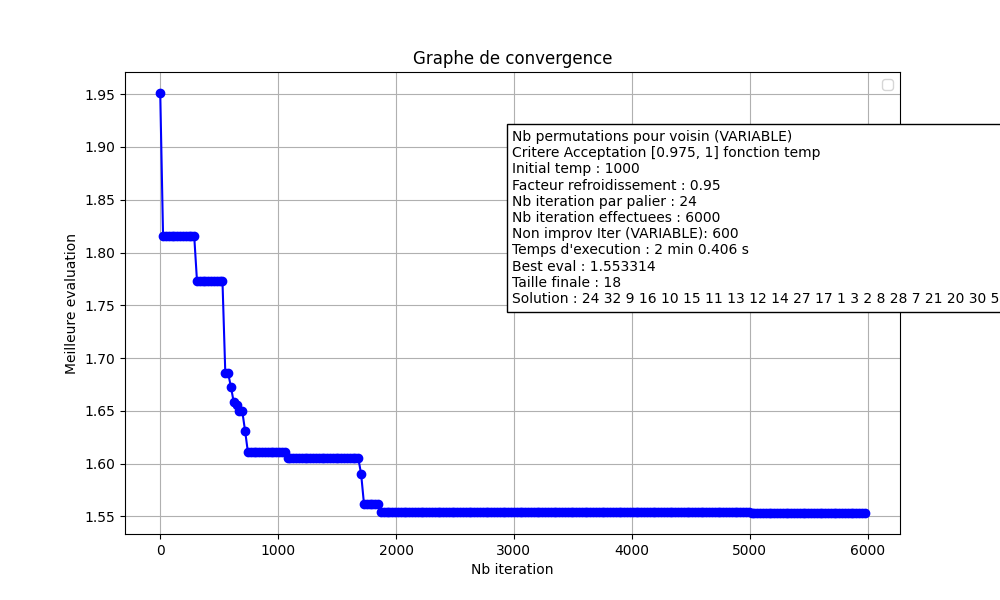 Graphe de convergence
1.95
1.90
1.85
1.80
1.75
1.70
1.65
1.60
1.55
Meilleure evaluation
Nb permutations pour voisin (VARIABLE)
Critere Acceptation [0.975, 1] fonction temp
Initial temp : 1000
Facteur refroidissement : 0.95
Nb iteration par palier : 24
Nb iteration effectuees : 6000
Non improv Iter (VARIABLE): 600
Temps d'execution : 2 min 0.406 s
Best eval : 1.553314
Taille finale : 18
Solution : 24 32 9 16 10 15 11 13 12 14 27 17 1 3 2 8 28 7 21 20 30 5
0 1000 2000 3000 4000 5000 6000
Nb iteration